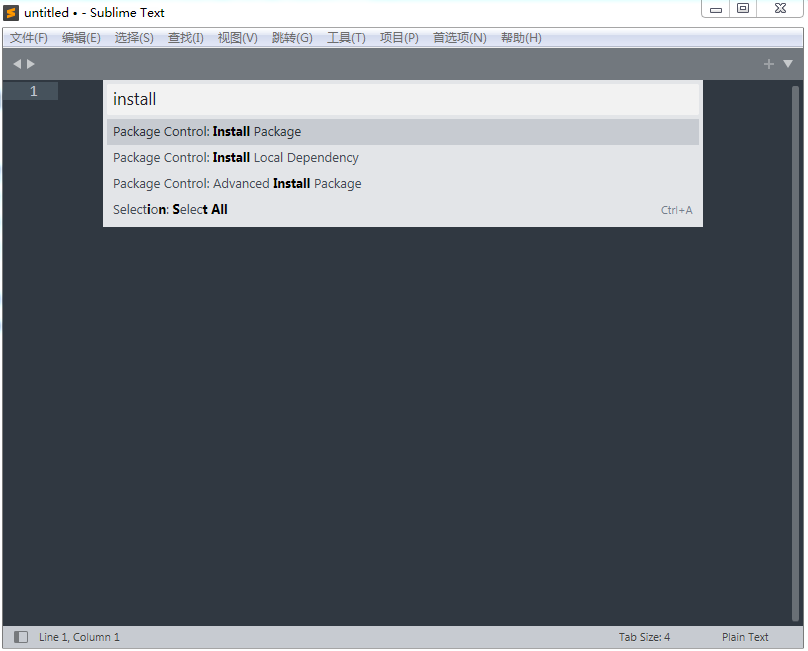 untitled • - Sublime Text
文件(F) 编辑(E) 选择(S) 查找(I) 视图(V) 跳转(G) 工具(T) 项目(P) 首选项(N) 帮助(H)
1
install
Package Control: Install Package
Package Control: Install Local Dependency
Package Control: Advanced Install Package
Selection: Select All Ctrl+A
Line 1, Column 1 Tab Size: 4 Plain Text